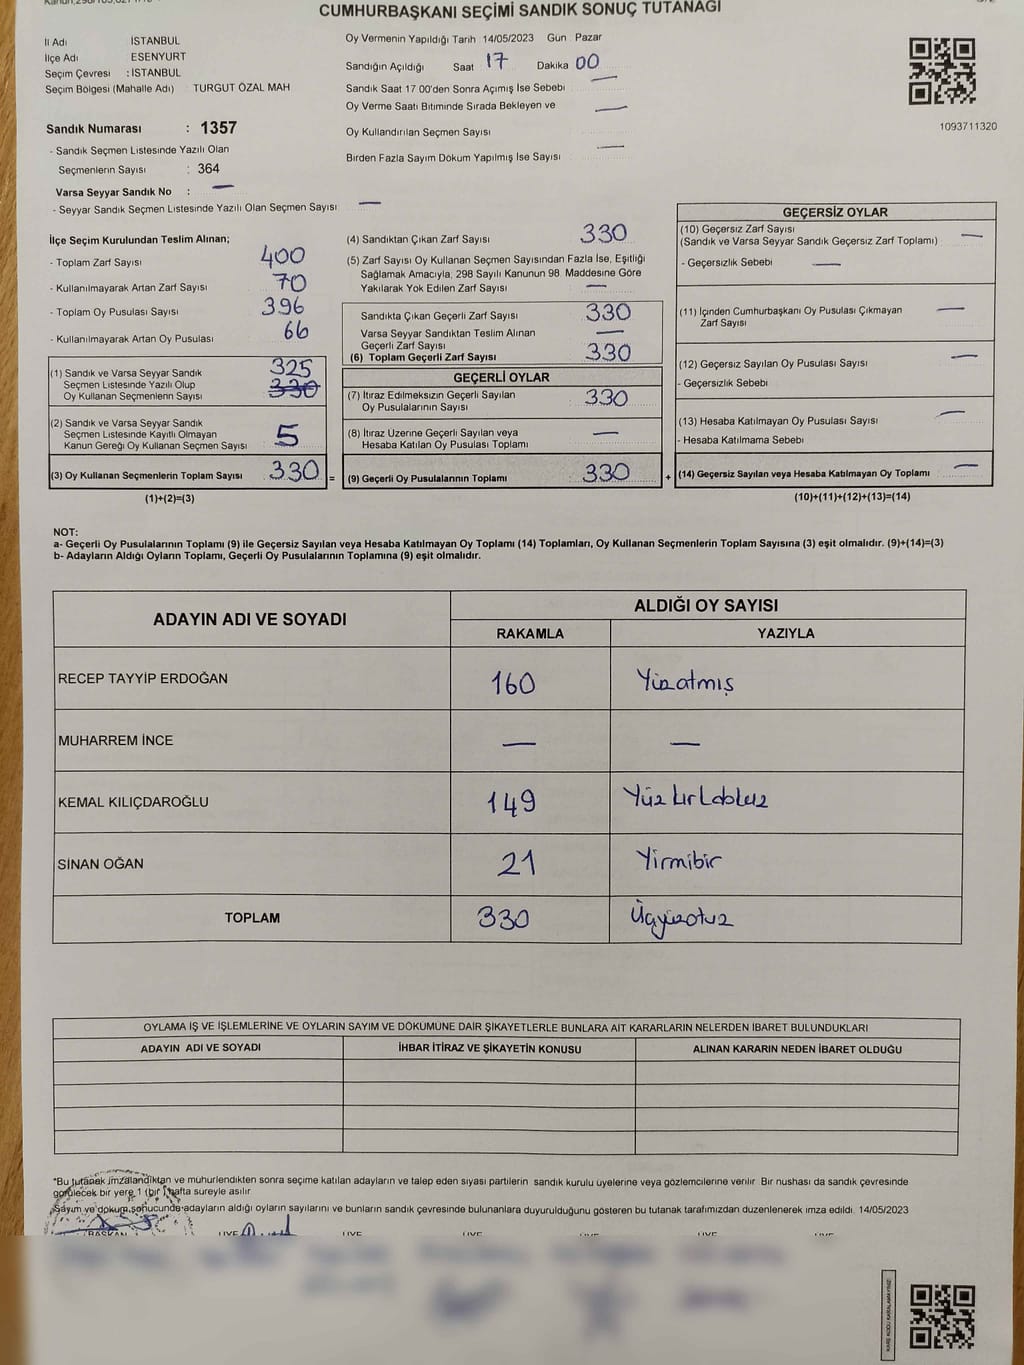 CUMHURBAŞKANI SEÇİMİ SANDIK SONUÇ TUTANAĞI
İl Adı İSTANBUL
İlçe Adı ESENYURT
Seçim Çevresi : İSTANBUL
Seçim Bölgesi (Mahalle Adı) TURGUT ÖZAL MAH
Sandık Numarası : 1357
- Sandık Seçmen Listesinde Yazılı Olan
Seçmenlerin Sayısı : 364
Varsa Seyyar Sandık No : —
- Seyyar Sandık Seçmen Listesinde Yazılı Olan Seçmen Sayısı —
Oy Vermenin Yapıldığı Tarih 14/05/2023 Gün Pazar
Sandığın Açıldığı Saat 17 Dakika 00
Sandık Saat 17 00'den Sonra Açımış İse Sebebi —
Oy Verme Saati Bitiminde Sırada Bekleyen ve —
Oy Kullandırılan Seçmen Sayısı
Birden Fazla Sayım Döküm Yapılmış İse Sayısı —
1093711320
İlçe Seçim Kurulundan Teslim Alınan;
- Toplam Zarf Sayısı 400
- Kullanılmayarak Artan Zarf Sayısı 70
- Toplam Oy Pusulası Sayısı 396
- Kullanılmayarak Artan Oy Pusulası 66
(1) Sandık ve Varsa Seyyar Sandık 325
Seçmen Listesinde Yazılı Olup 330
Oy Kullanan Seçmenlerin Sayısı
(2) Sandık ve Varsa Seyyar Sandık
Seçmen Listesinde Kayıtlı Olmayan 5
Kanun Gereği Oy Kullanan Seçmen Sayısı
(3) Oy Kullanan Seçmenlerin Toplam Sayısı 330 =
(1)+(2)=(3)
(4) Sandıktan Çıkan Zarf Sayısı 330
(5) Zarf Sayısı Oy Kullanan Seçmen Sayısından Fazla İse, Eşitliği
Sağlamak Amacıyla, 298 Sayılı Kanunun 98. Maddesine Göre
Yakılarak Yok Edilen Zarf Sayısı —
Sandıkta Çıkan Geçerli Zarf Sayısı 330
Varsa Seyyar Sandıktan Teslim Alınan —
Geçerli Zarf Sayısı
(6) Toplam Geçerli Zarf Sayısı 330
GEÇERLİ OYLAR
(7) İtiraz Edilmeksizin Geçerli Sayılan 330
Oy Pusulalarının Sayısı
(8) İtiraz Üzerine Geçerli Sayılan veya —
Hesaba Katılan Oy Pusulası Toplamı
(9) Geçerli Oy Pusulalarının Toplamı 330 +
GEÇERSİZ OYLAR
(10) Geçersiz Zarf Sayısı —
(Sandık ve Varsa Seyyar Sandık Geçersiz Zarf Toplamı)
- Geçersizlik Sebebi —
(11) İçinden Cumhurbaşkanı Oy Pusulası Çıkmayan —
Zarf Sayısı
(12) Geçersiz Sayılan Oy Pusulası Sayısı —
- Geçersizlik Sebebi
(13) Hesaba Katılmayan Oy Pusulası Sayısı —
- Hesaba Katılmama Sebebi
(14) Geçersiz Sayılan veya Hesaba Katılmayan Oy Toplamı —
(10)+(11)+(12)+(13)=(14)
NOT:
a- Geçerli Oy Pusulalarının Toplamı (9) ile Geçersiz Sayılan veya Hesaba Katılmayan Oy Toplamı (14) Toplamları, Oy Kullanan Seçmenlerin Toplam Sayısına (3) eşit olmalıdır. (9)+(14)=(3)
b- Adayların Aldığı Oyların Toplamı, Geçerli Oy Pusulalarının Toplamına (9) eşit olmalıdır.
ADAYIN ADI VE SOYADI ALDIĞI OY SAYISI
RAKAMLA YAZIYLA
RECEP TAYYİP ERDOĞAN 160 Yüzatmış
MUHARREM İNCE — —
KEMAL KILIÇDAROĞLU 149 Yüz kırkdokuz
SİNAN OĞAN 21 Yirmibir
TOPLAM 330 Üçyüzotuz
OYLAMA İŞ VE İŞLEMLERİNE VE OYLARIN SAYIM VE DÖKÜMÜNE DAİR ŞİKAYETLERLE BUNLARA AİT KARARLARIN NELERDEN İBARET BULUNDUKLARI
ADAYIN ADI VE SOYADI İHBAR İTİRAZ VE ŞİKAYETİN KONUSU ALINAN KARARIN NEDEN İBARET OLDUĞU
*Bu tutanak imzalandıktan ve mühürlendikten sonra seçime katılan adayların ve talep eden siyasi partilerin sandık kurulu üyelerine veya gözlemcilerine verilir Bir nüshası da sandık çevresinde
görülecek bir yere 1 (bir) hafta süreyle asılır
Sayım ve döküm sonucunda adayların aldığı oyların sayılarını ve bunların sandık çevresinde bulunanlara duyurulduğunu gösteren bu tutanak tarafımızdan düzenlenerek imza edildi. 14/05/2023
BAŞKAN ÜYE ÜYE ÜYE ÜYE ÜYE ÜYE